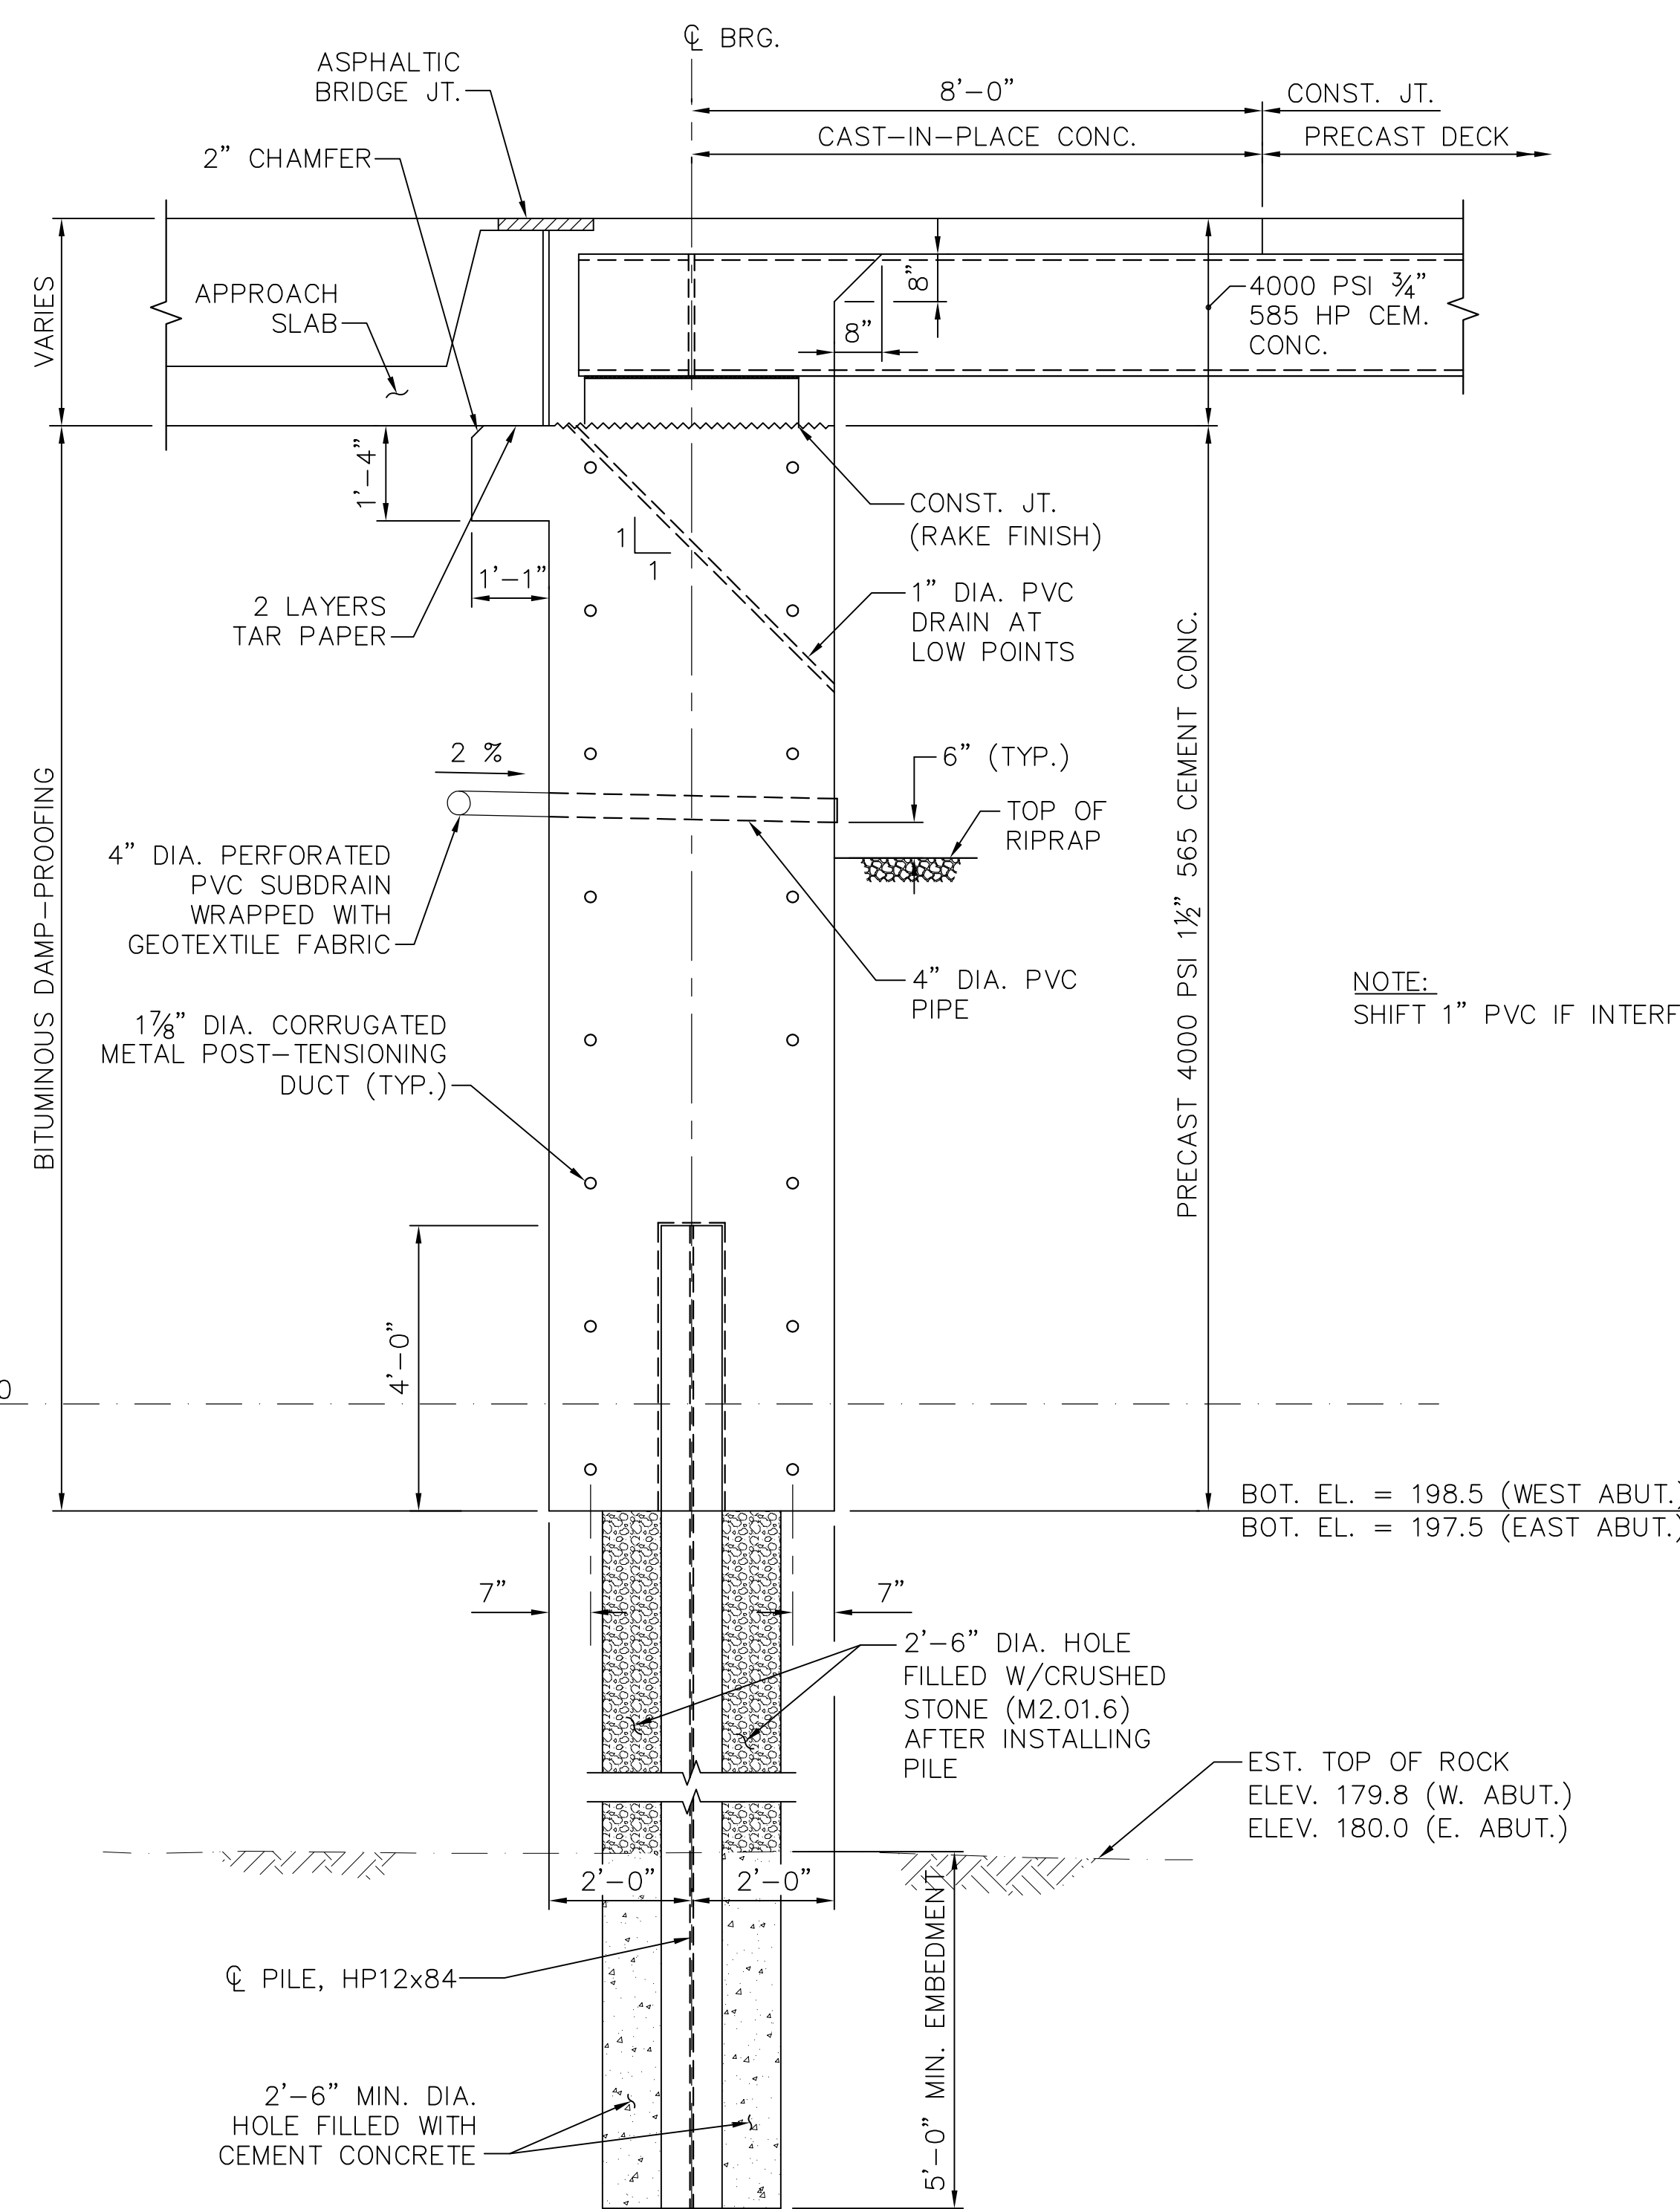 ℄ BRG.
ASPHALTIC
BRIDGE JT.
8’-0”
CONST. JT.
CAST-IN-PLACE CONC.
PRECAST DECK
2” CHAMFER
VARIES
APPROACH
SLAB
8”
8”
4000 PSI ¾”
585 HP CEM.
CONC.
1’-4”
CONST. JT.
(RAKE FINISH)
1
1
1’-1”
1” DIA. PVC
DRAIN AT
LOW POINTS
2 LAYERS
TAR PAPER
PRECAST 4000 PSI 1½” 565 CEMENT CONC.
BITUMINOUS DAMP-PROOFING
2 %
6” (TYP.)
TOP OF
RIPRAP
4” DIA. PERFORATED
PVC SUBDRAIN
WRAPPED WITH
GEOTEXTILE FABRIC
4” DIA. PVC
PIPE
NOTE:
SHIFT 1” PVC IF INTERF
1⅞” DIA. CORRUGATED
METAL POST-TENSIONING
DUCT (TYP.)
4’-0”
0
BOT. EL. = 198.5 (WEST ABUT.)
BOT. EL. = 197.5 (EAST ABUT.)
7”
7”
2’-6” DIA. HOLE
FILLED W/CRUSHED
STONE (M2.01.6)
AFTER INSTALLING
PILE
EST. TOP OF ROCK
ELEV. 179.8 (W. ABUT.)
ELEV. 180.0 (E. ABUT.)
2’-0”
2’-0”
℄ PILE, HP12x84
5’-0” MIN. EMBEDMENT
2’-6” MIN. DIA.
HOLE FILLED WITH
CEMENT CONCRETE